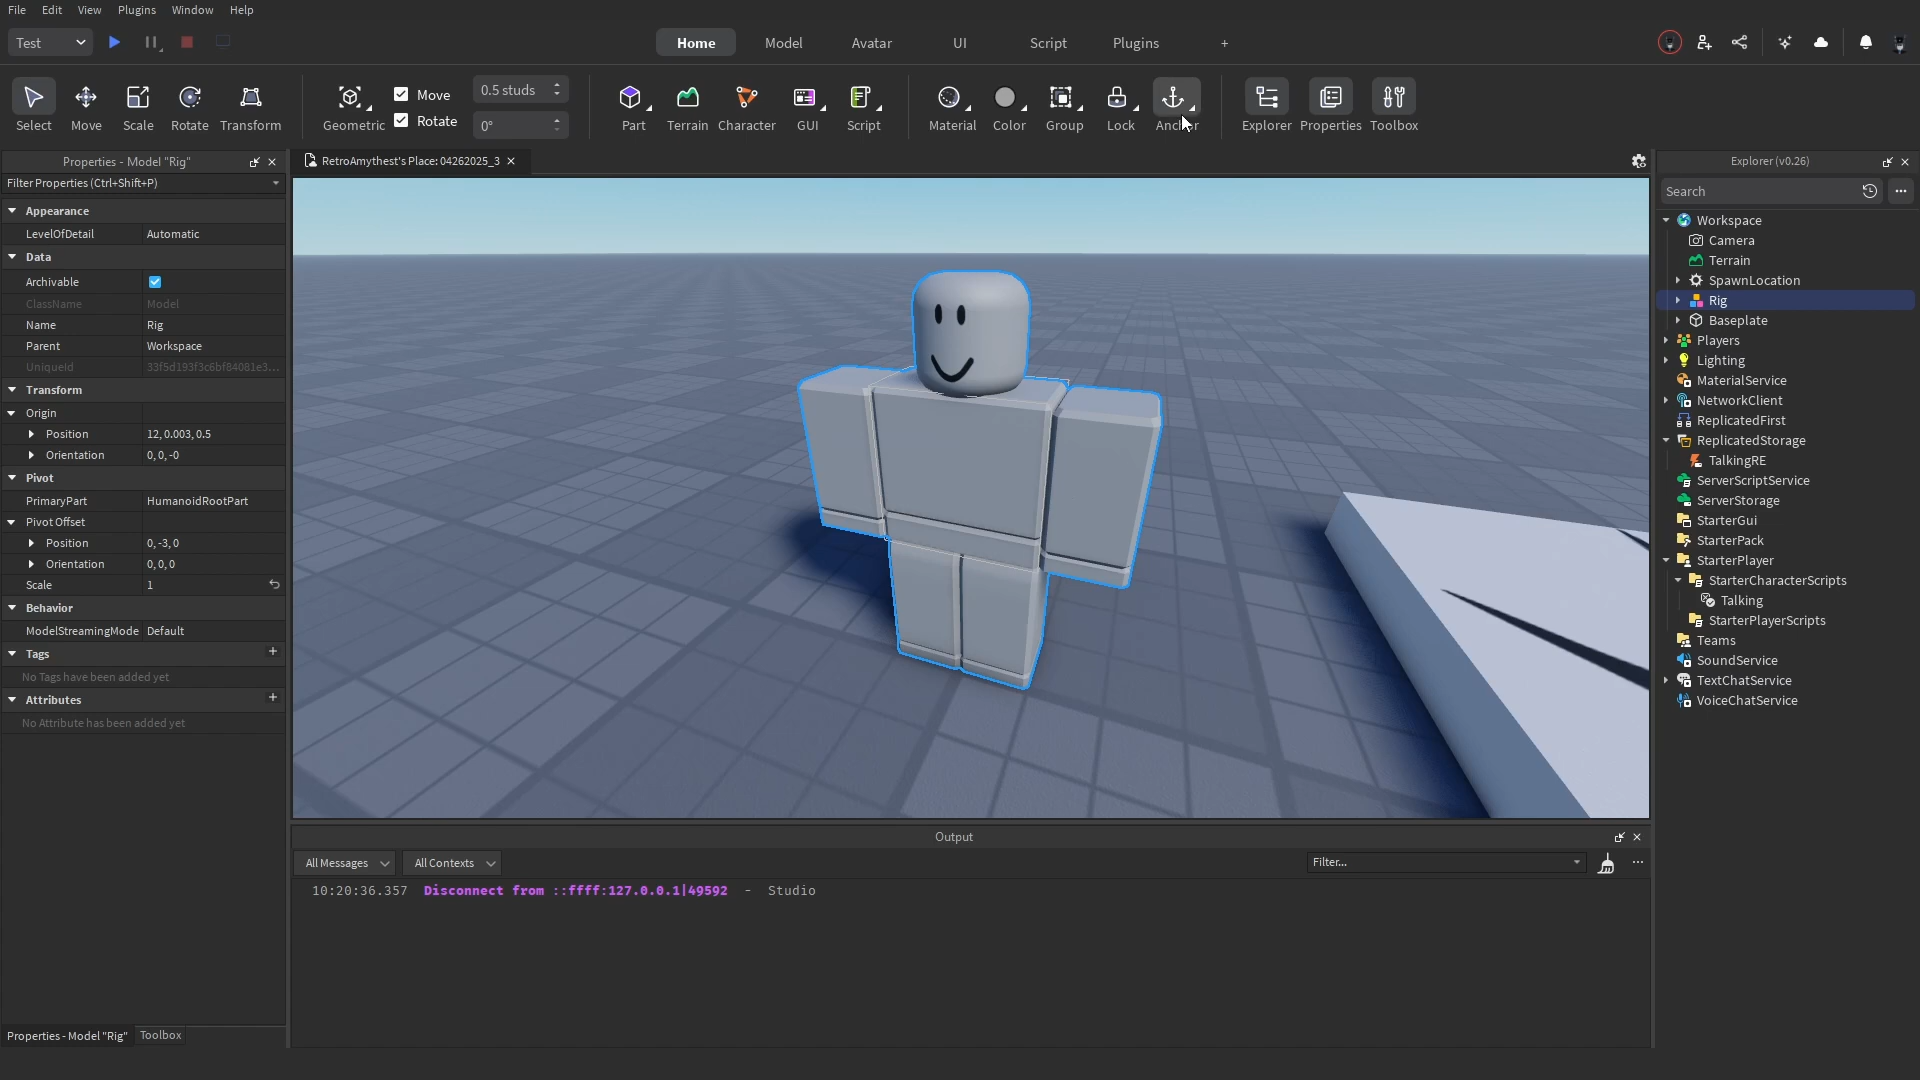 File Edit View Plugins Window Help
Test
Home Model Avatar UI Script Plugins +
Select Move Scale Rotate Transform
Geometric
Move
Rotate
0.5 studs
0°
Part Terrain Character GUI Script
Material Color Group Lock Anchor
Explorer Properties Toolbox
Properties - Model "Rig"
Filter Properties (Ctrl+Shift+P)
Appearance
LevelOfDetail Automatic
Data
Archivable
ClassName Model
Name Rig
Parent Workspace
UniqueId 33f5d193f3c6bf84081e3...
Transform
Origin
Position 12, 0.003, 0.5
Orientation 0, 0, -0
Pivot
PrimaryPart HumanoidRootPart
Pivot Offset
Position 0, -3, 0
Orientation 0, 0, 0
Scale 1
Behavior
ModelStreamingMode Default
Tags +
No Tags have been added yet
Attributes +
No Attribute has been added yet
Properties - Model "Rig" Toolbox
RetroAmythest's Place: 04262025_3
Output
All Messages All Contexts Filter...
10:20:36.357 Disconnect from ::ffff:127.0.0.1|49592 - Studio
Explorer (v0.26)
Search
Workspace
Camera
Terrain
SpawnLocation
Rig
Baseplate
Players
Lighting
MaterialService
NetworkClient
ReplicatedFirst
ReplicatedStorage
TalkingRE
ServerScriptService
ServerStorage
StarterGui
StarterPack
StarterPlayer
StarterCharacterScripts
Talking
StarterPlayerScripts
Teams
SoundService
TextChatService
VoiceChatService